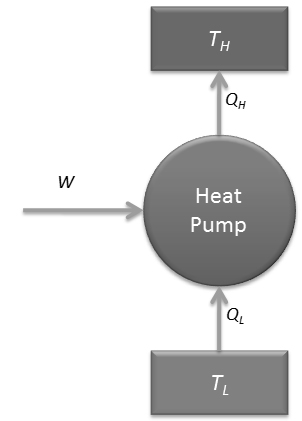 T_H
Q_H
W
Heat
Pump
Q_L
T_L